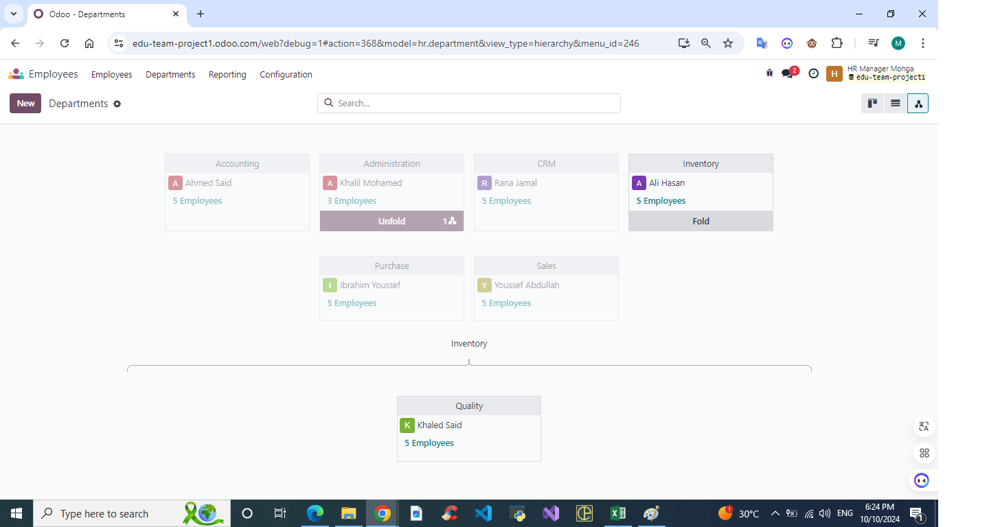 Odoo - Departments
edu-team-project1.odoo.com/web?debug=1#action=368&model=hr.department&view_type=hierarchy&menu_id=246
M
Employees Employees Departments Reporting Configuration
2
H
HR Manager Mohga
edu-team-project1
New Departments
Search...
Accounting
A Ahmed Said
5 Employees
Administration
A Khalil Mohamed
3 Employees
Unfold 1
CRM
R Rana Jamal
5 Employees
Inventory
A Ali Hasan
5 Employees
Fold
Purchase
I Ibrahim Youssef
5 Employees
Sales
Y Youssef Abdullah
5 Employees
Inventory
Quality
K Khaled Said
5 Employees
Type here to search
1
30°C
ENG
6:24 PM
10/10/2024
1